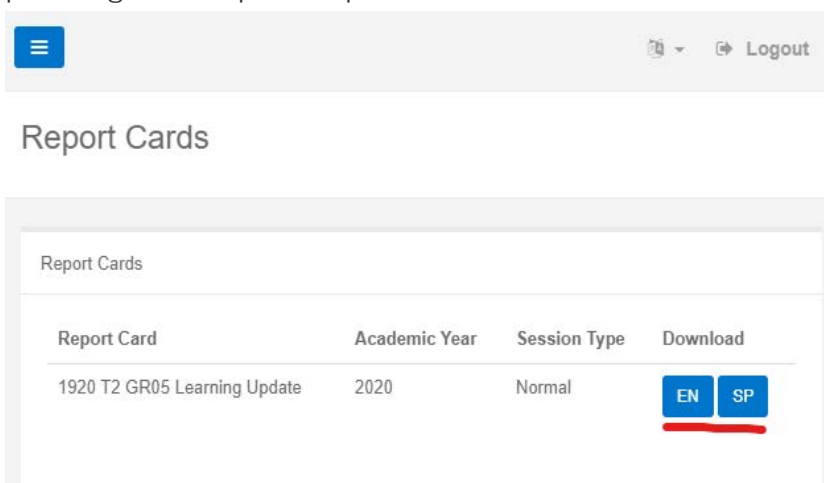 Logout
Report Cards
Report Cards
Report Card Academic Year Session Type Download
1920 T2 GR05 Learning Update 2020 Normal EN SP